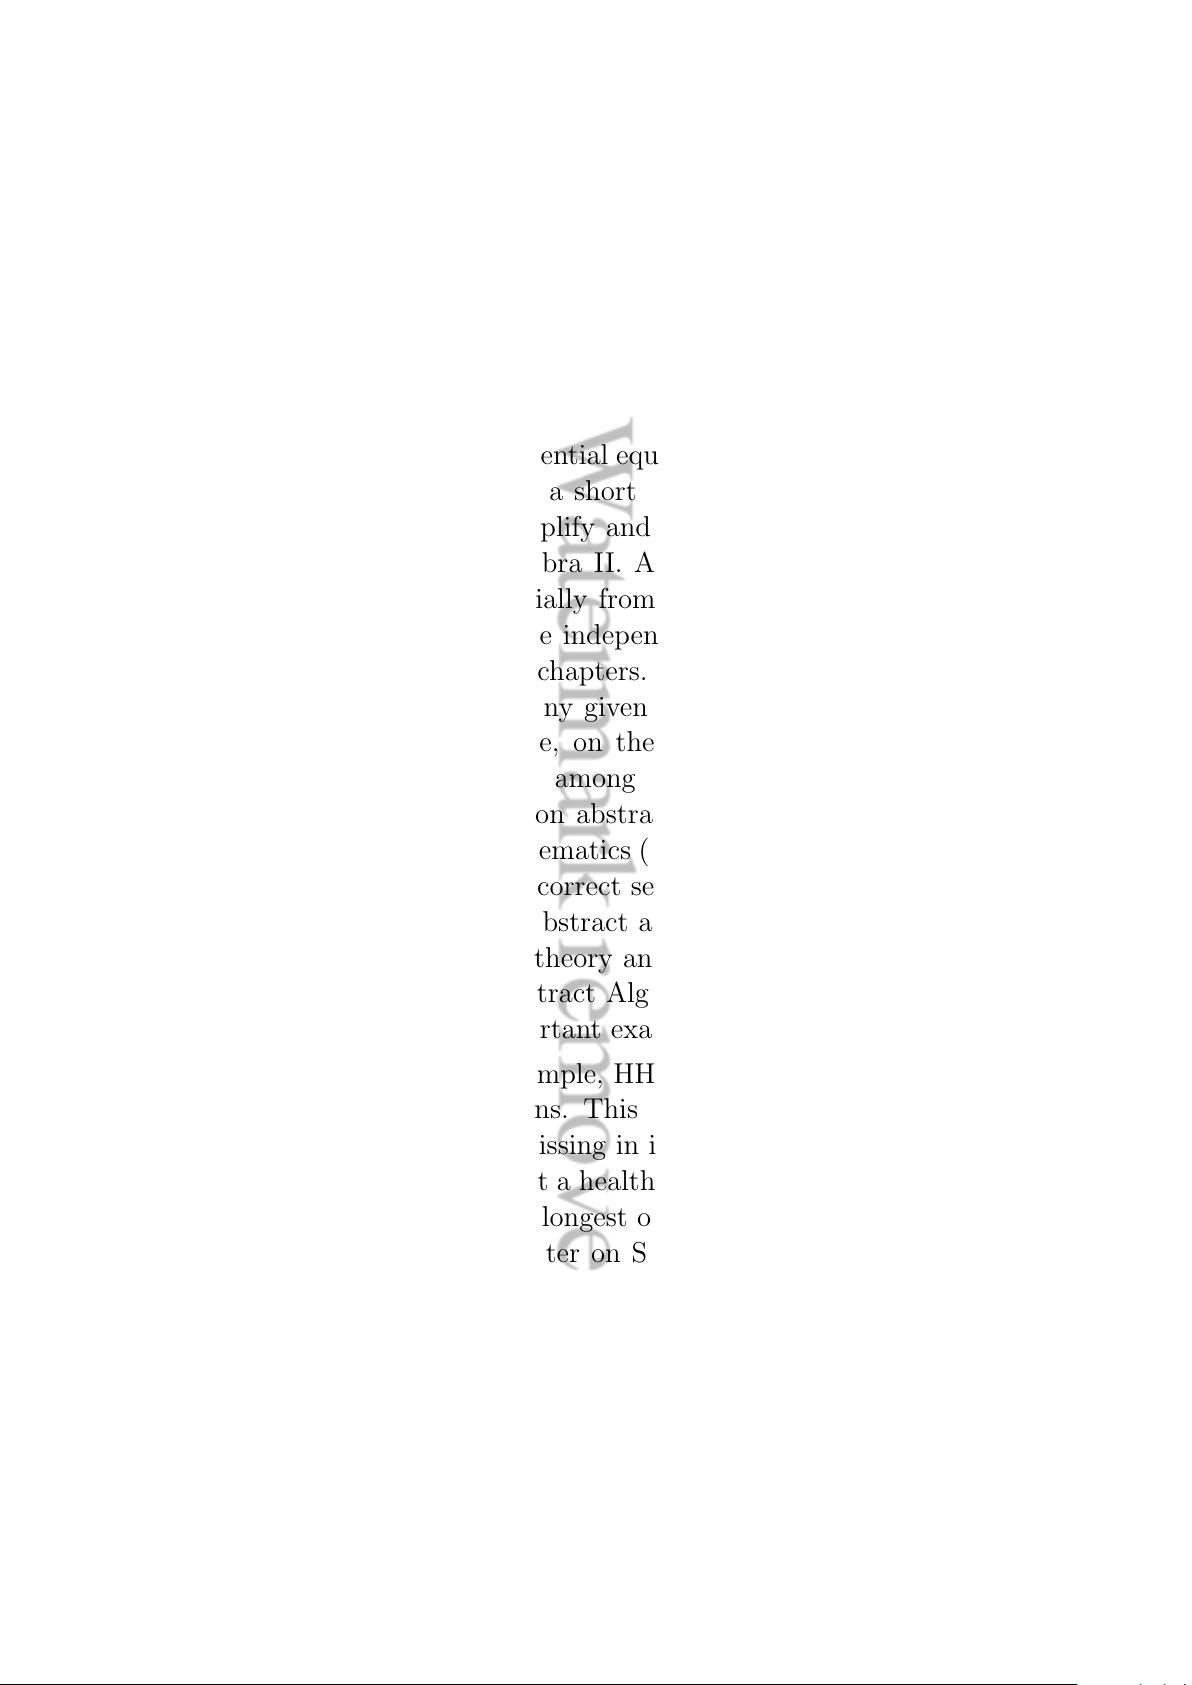 ential equ
a short
plify and
bra II. A
ially from
e indepen
chapters.
ny given
e, on the
among
on abstra
ematics (
correct se
bstract a
theory an
tract Alg
rtant exa
mple, HH
ns. This
issing in i
t a health
longest o
ter on S
Watermark remove